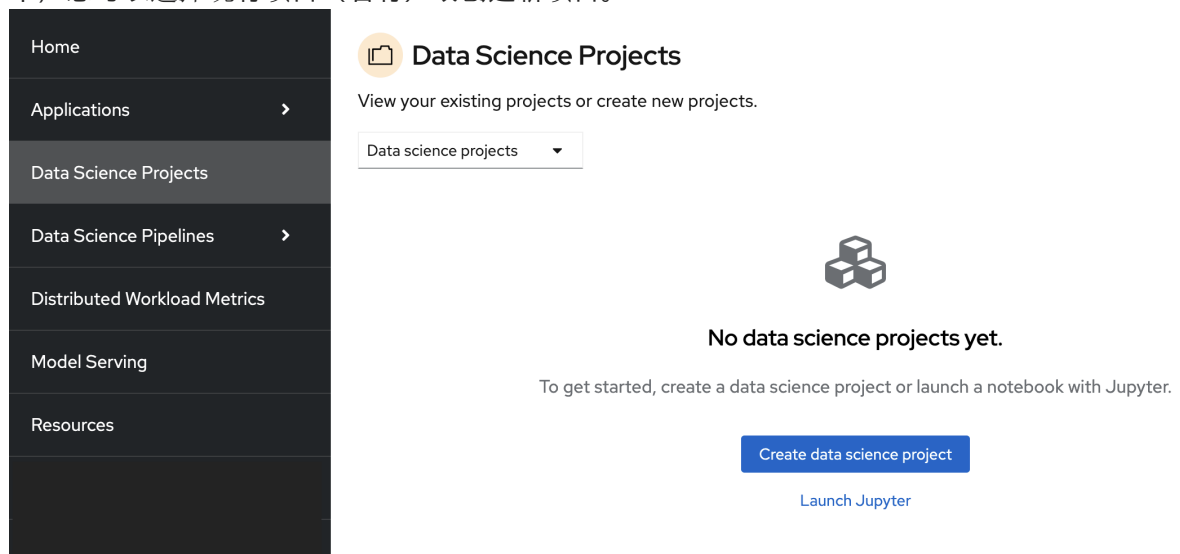 Home
Applications
Data Science Projects
Data Science Pipelines
Distributed Workload Metrics
Model Serving
Resources
Data Science Projects
View your existing projects or create new projects.
Data science projects
No data science projects yet.
To get started, create a data science project or launch a notebook with Jupyter.
Create data science project
Launch Jupyter